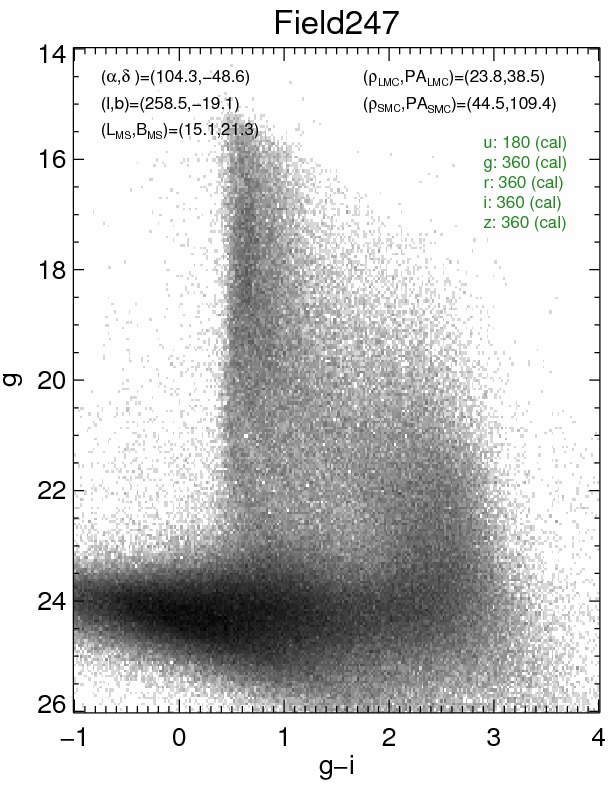 Field247
(α,δ )=(104.3,−48.6)
(ρLMC,PALMC)=(23.8,38.5)
(l,b)=(258.5,−19.1)
(ρSMC,PASMC)=(44.5,109.4)
(LMS,BMS)=(15.1,21.3)
u: 180 (cal)
g: 360 (cal)
r: 360 (cal)
i: 360 (cal)
z: 360 (cal)
14
16
18
20
22
24
26
g
−1 0 1 2 3 4
g−i